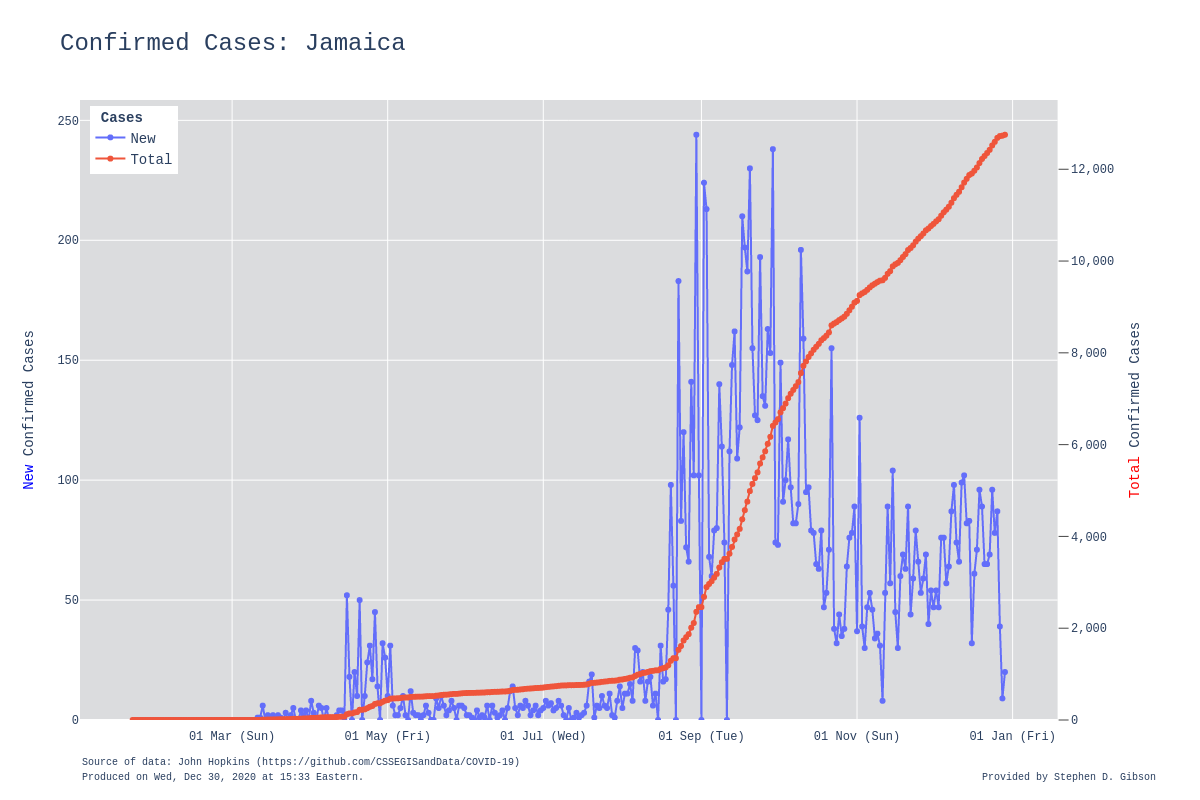 Confirmed Cases: Jamaica
Cases
New
Total
250
200
150
100
50
0
12,000
10,000
8,000
6,000
4,000
2,000
0
New Confirmed Cases
Total Confirmed Cases
01 Mar (Sun)
01 May (Fri)
01 Jul (Wed)
01 Sep (Tue)
01 Nov (Sun)
01 Jan (Fri)
Source of data: John Hopkins (https://github.com/CSSEGISandData/COVID-19)
Produced on Wed, Dec 30, 2020 at 15:33 Eastern.
Provided by Stephen D. Gibson